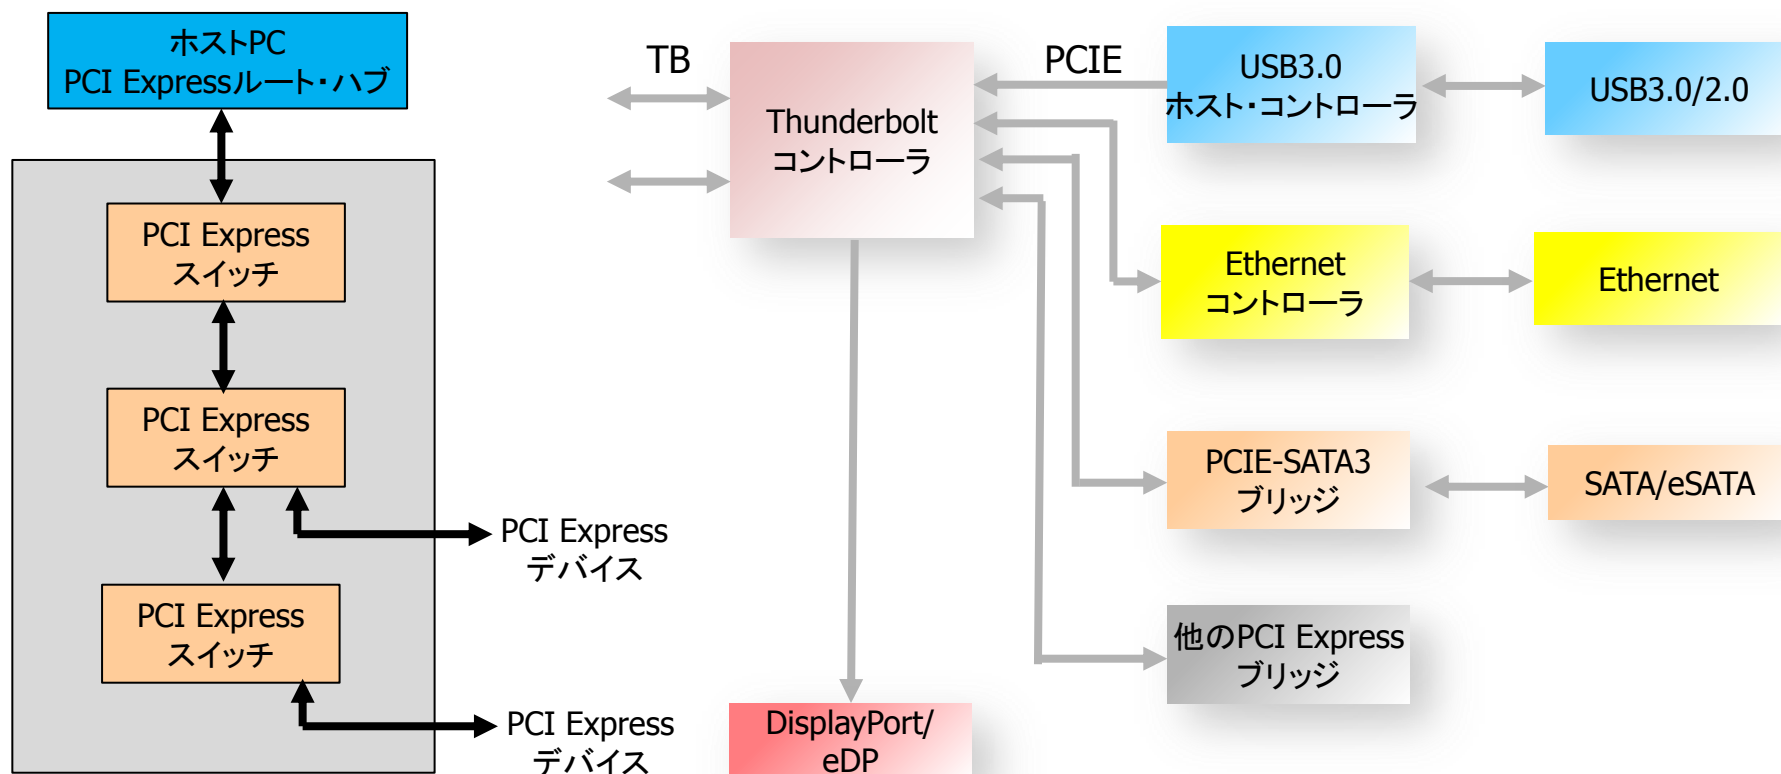 ホストPC
PCI Expressルート・ハブ
PCI Express
スイッチ
PCI Express
スイッチ
PCI Express
デバイス
PCI Express
スイッチ
PCI Express
デバイス
TB
Thunderbolt
コントローラ
PCIE
USB3.0
ホスト・コントローラ
USB3.0/2.0
Ethernet
コントローラ
Ethernet
PCIE-SATA3
ブリッジ
SATA/eSATA
他のPCI Express
ブリッジ
DisplayPort/
eDP